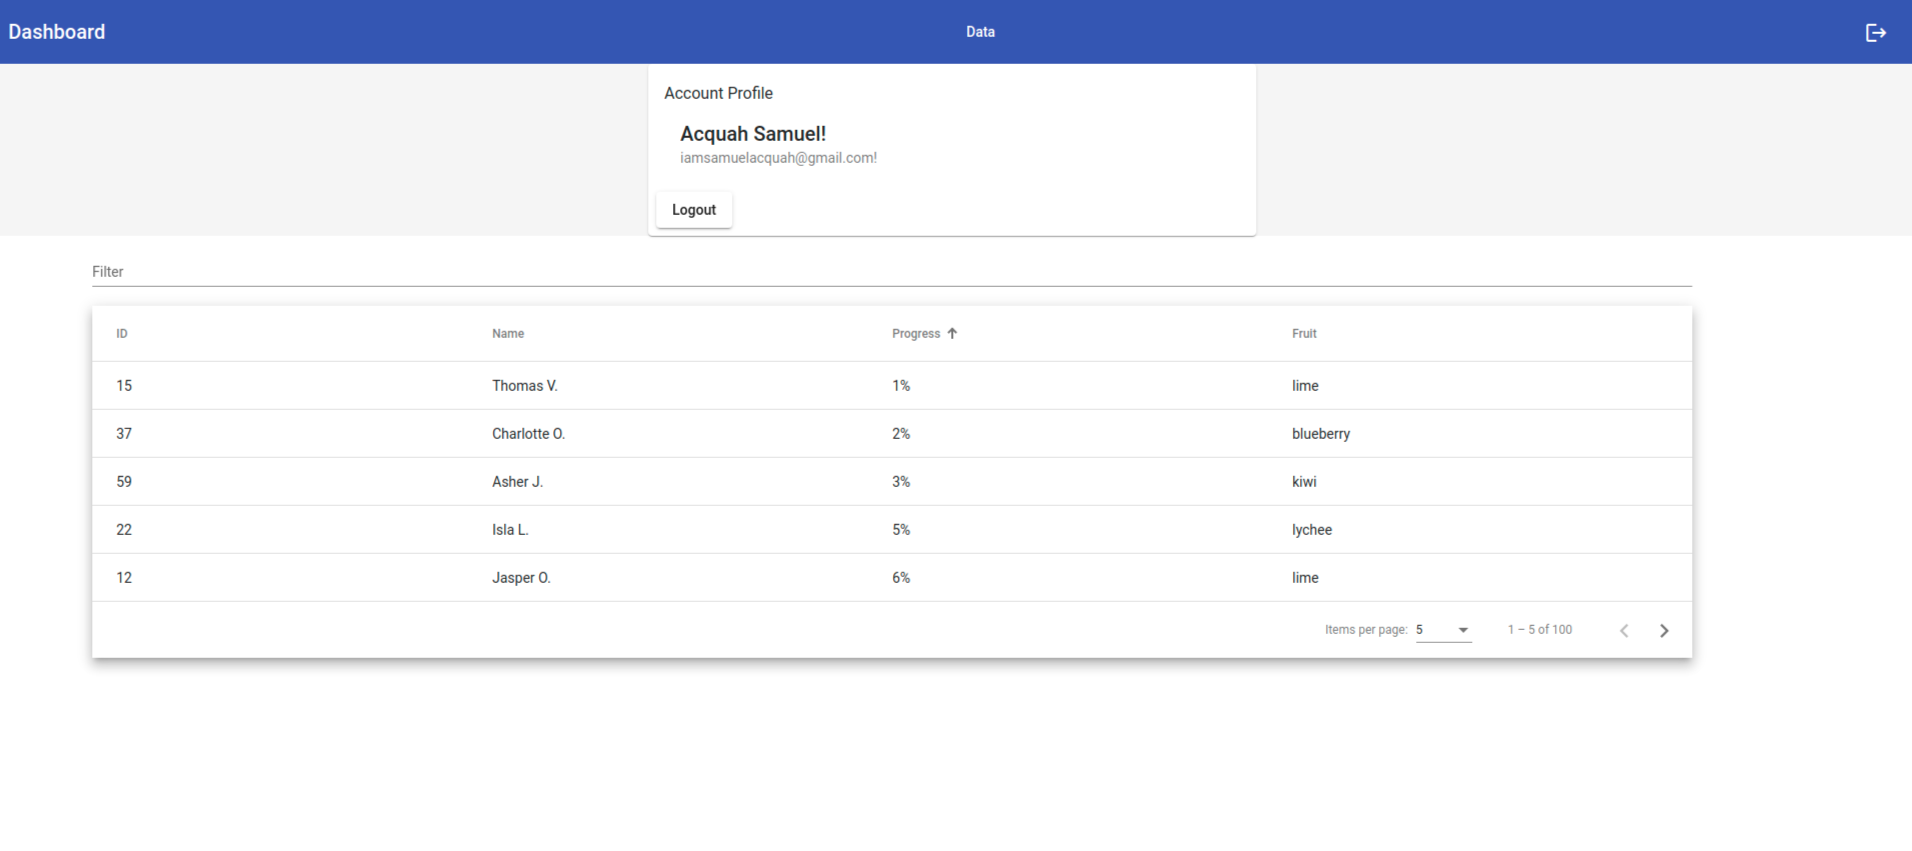 Dashboard Data
Account Profile
Acquah Samuel!
iamsamuelacquah@gmail.com!
Logout
Filter
ID Name Progress Fruit
15 Thomas V. 1% lime
37 Charlotte O. 2% blueberry
59 Asher J. 3% kiwi
22 Isla L. 5% lychee
12 Jasper O. 6% lime
Items per page: 5 1 – 5 of 100